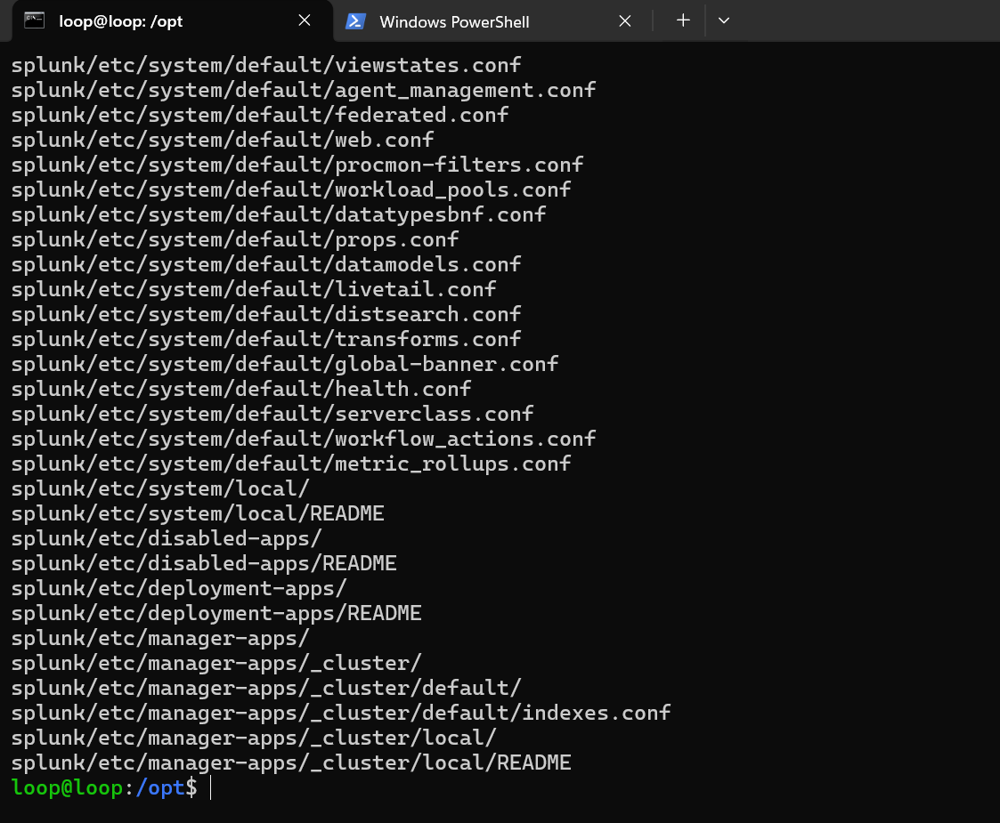 loop@loop: /opt
Windows PowerShell
splunk/etc/system/default/viewstates.conf
splunk/etc/system/default/agent_management.conf
splunk/etc/system/default/federated.conf
splunk/etc/system/default/web.conf
splunk/etc/system/default/procmon-filters.conf
splunk/etc/system/default/workload_pools.conf
splunk/etc/system/default/datatypesbnf.conf
splunk/etc/system/default/props.conf
splunk/etc/system/default/datamodels.conf
splunk/etc/system/default/livetail.conf
splunk/etc/system/default/distsearch.conf
splunk/etc/system/default/transforms.conf
splunk/etc/system/default/global-banner.conf
splunk/etc/system/default/health.conf
splunk/etc/system/default/serverclass.conf
splunk/etc/system/default/workflow_actions.conf
splunk/etc/system/default/metric_rollups.conf
splunk/etc/system/local/
splunk/etc/system/local/README
splunk/etc/disabled-apps/
splunk/etc/disabled-apps/README
splunk/etc/deployment-apps/
splunk/etc/deployment-apps/README
splunk/etc/manager-apps/
splunk/etc/manager-apps/_cluster/
splunk/etc/manager-apps/_cluster/default/
splunk/etc/manager-apps/_cluster/default/indexes.conf
splunk/etc/manager-apps/_cluster/local/
splunk/etc/manager-apps/_cluster/local/README
loop@loop:/opt$